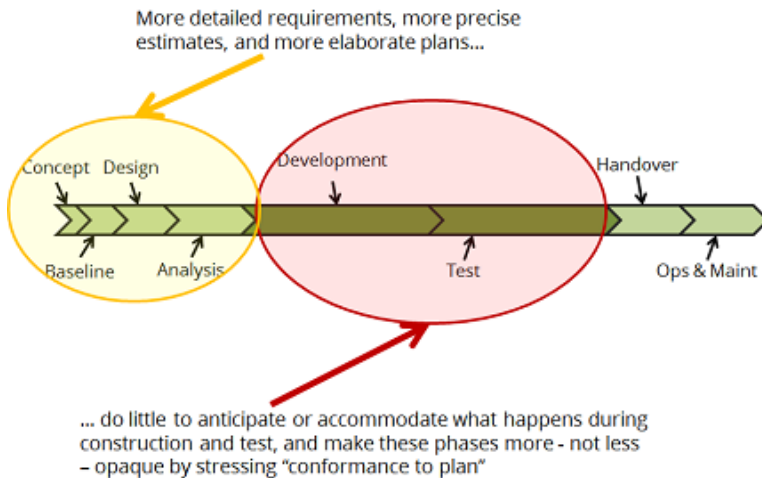 More detailed requirements, more precise
estimates, and more elaborate plans...
Concept
Design
Development
Handover
Baseline
Analysis
Test
Ops & Maint
... do little to anticipate or accommodate what happens during
construction and test, and make these phases more - not less
– opaque by stressing “conformance to plan”